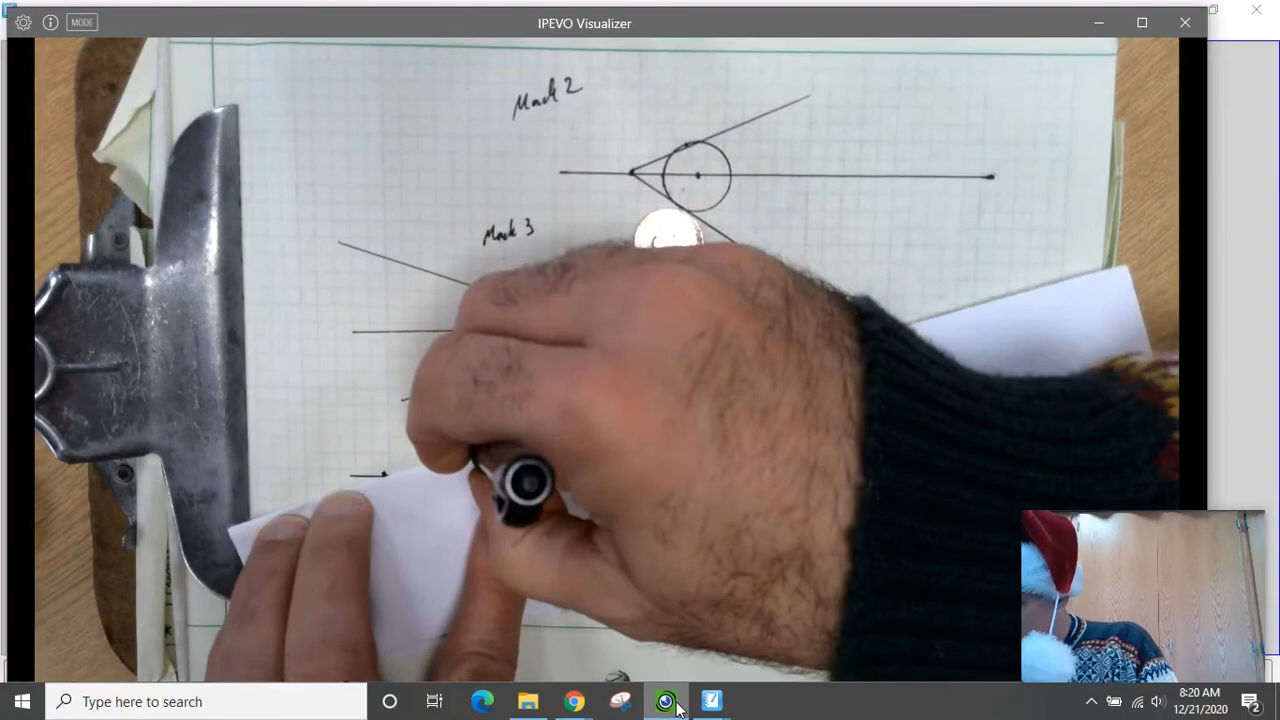 MODE
IPEVO Visualizer
Mach 2
Mach 3
Type here to search
8:20 AM
12/21/2020
2